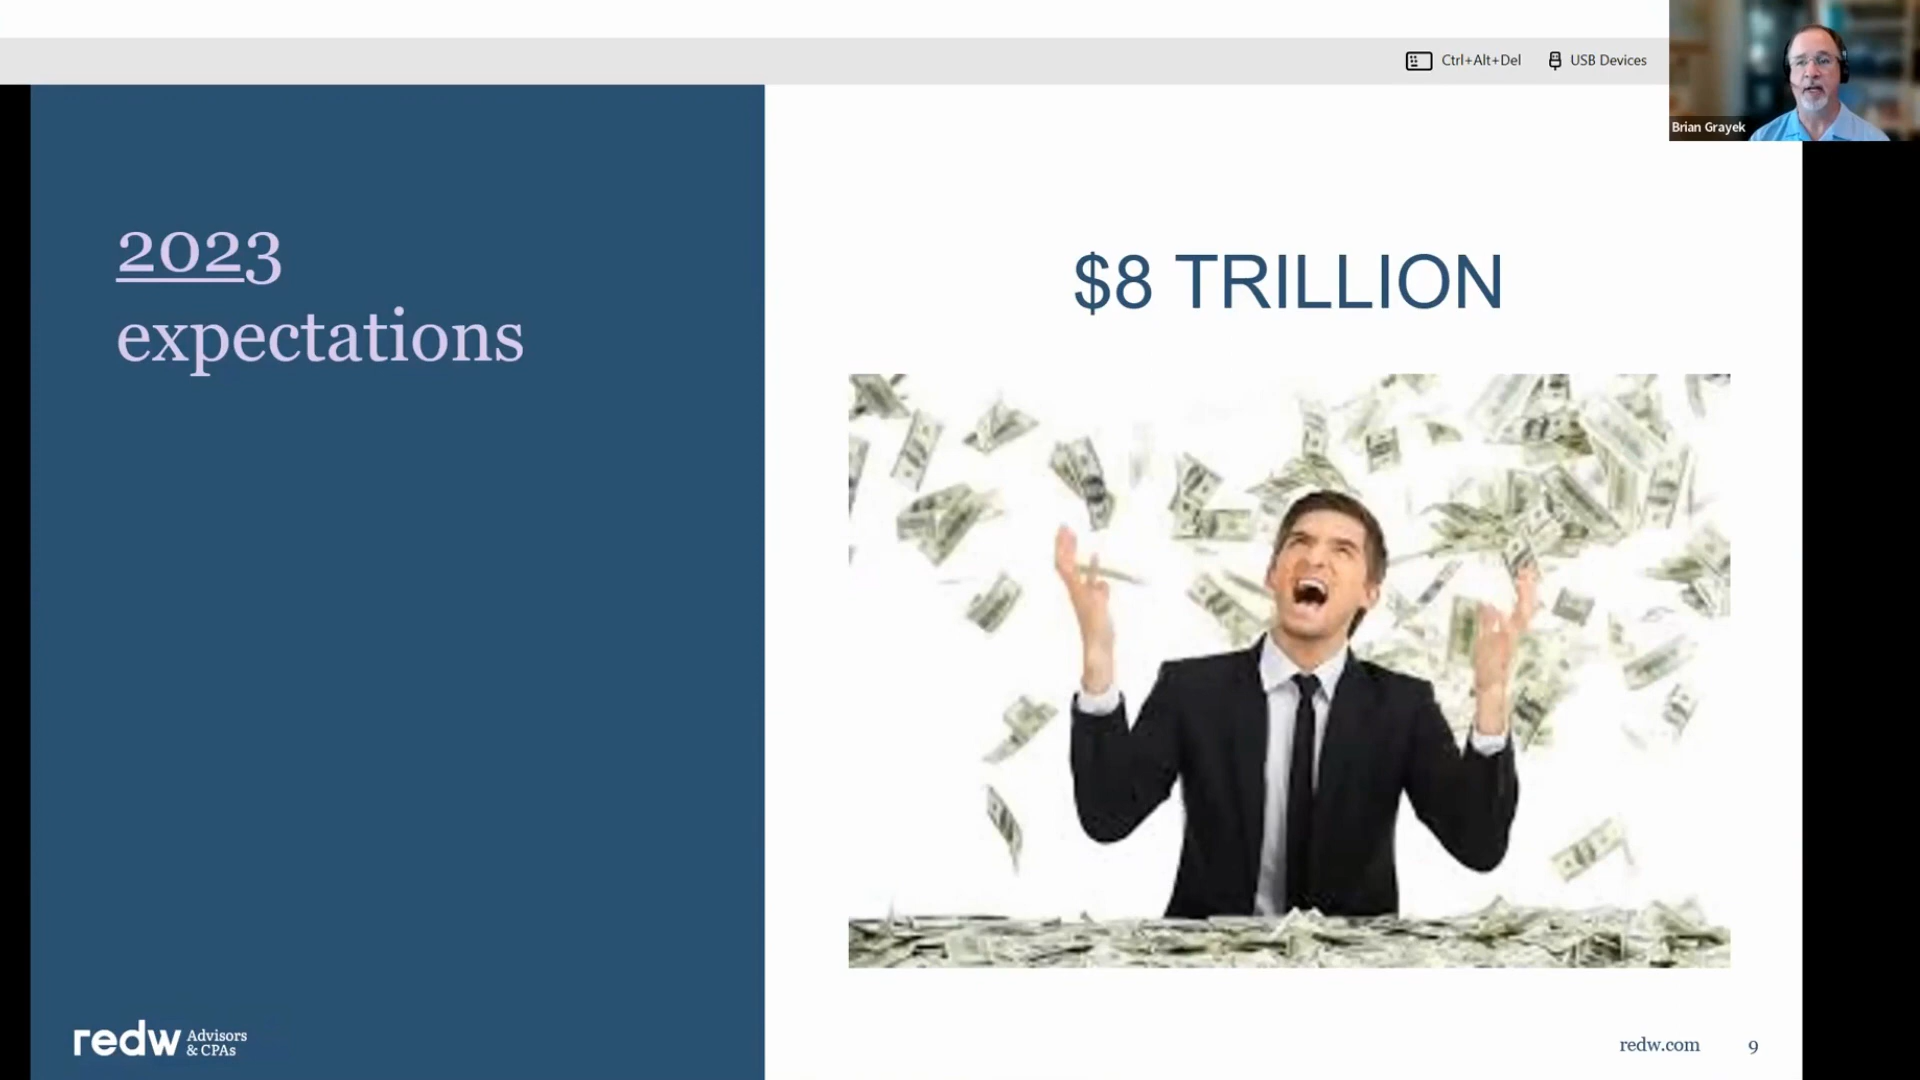 Ctrl+Alt+Del
USB Devices
Brian Grayek
2023
expectations
$8 TRILLION
redw Advisors
& CPAs
redw.com
9